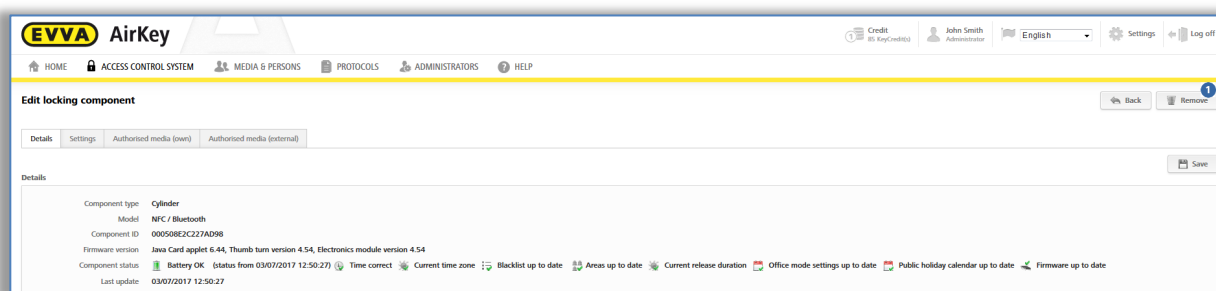 EVVA AirKey
Credit
115 KeyCredit(s)
John Smith
Administrator
English
Settings
Log off
HOME ACCESS CONTROL SYSTEM MEDIA & PERSONS PROTOCOLS ADMINISTRATORS HELP
Edit locking component
Back Remove
1
Details Settings Authorised media (own) Authorised media (external)
Save
Details
Component type Cylinder
Model NFC / Bluetooth
Component ID 000508E2C227AD98
Firmware version Java Card applet 6.44, Thumb turn version 4.54, Electronics module version 4.54
Component status Battery OK (status from 03/07/2017 12:50:27) Time correct Current time zone Blacklist up to date Areas up to date Current release duration Office mode settings up to date Public holiday calendar up to date Firmware up to date
Last update 03/07/2017 12:50:27